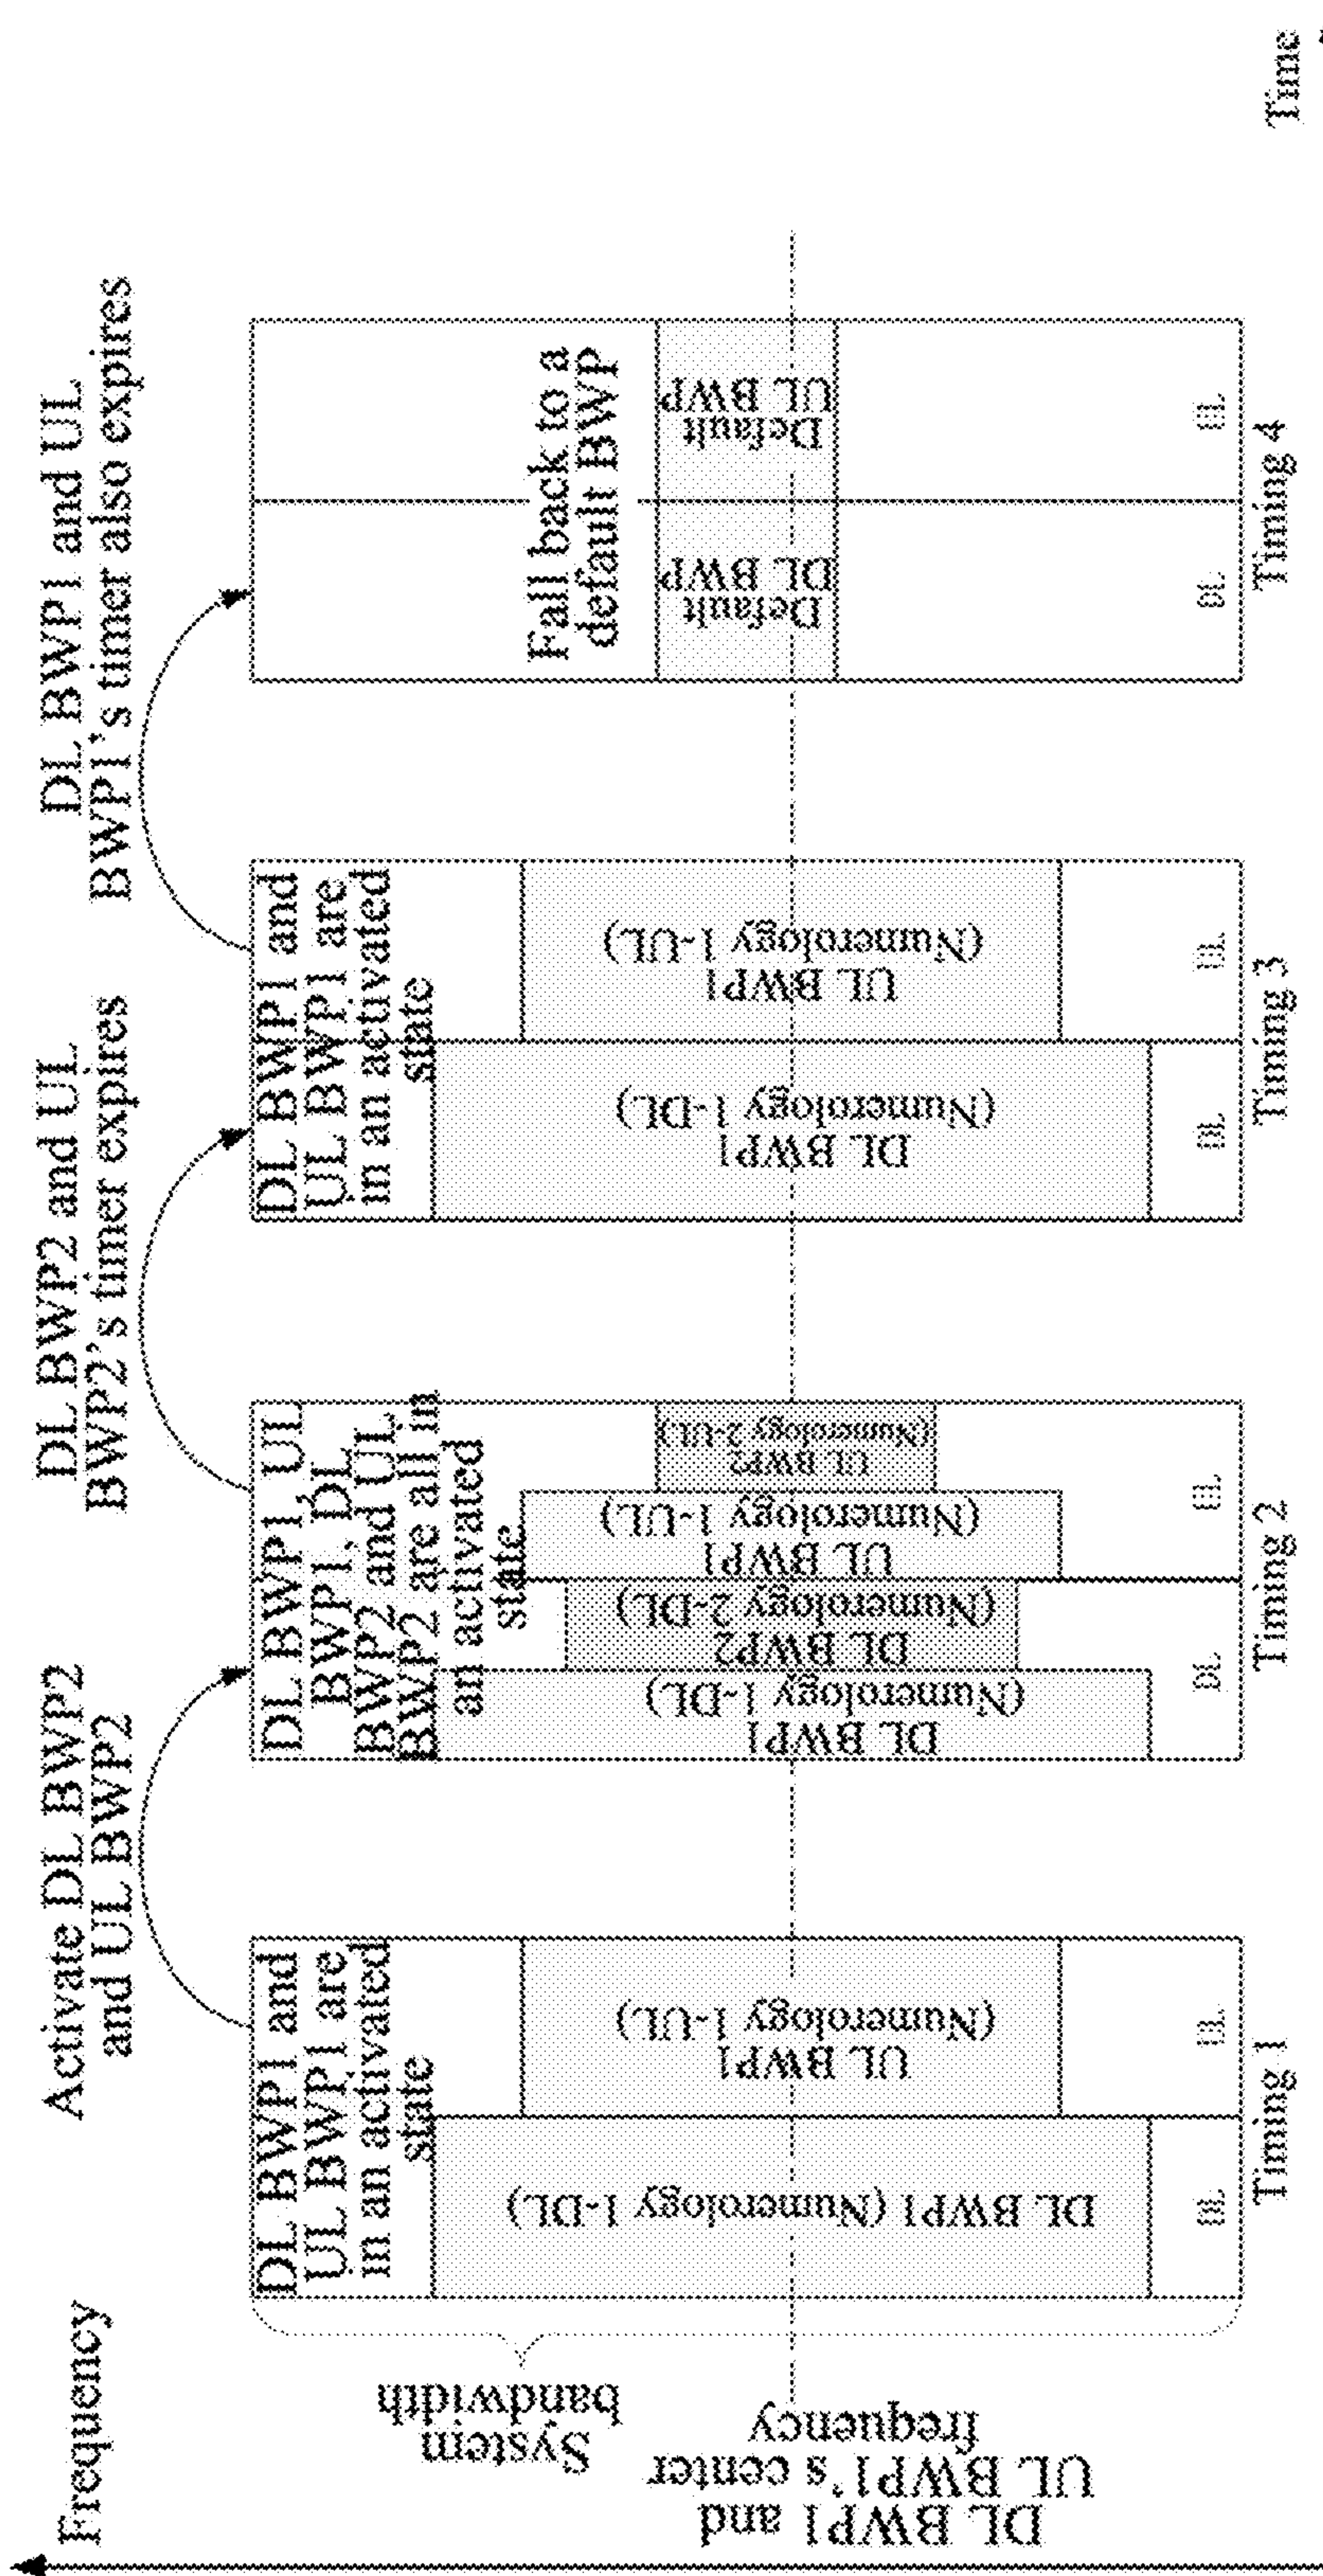 Frequency
Activate DL BWP2
and UL BWP2
DL BWP2 and UL
BWP2's timer expires
DL BWP1 and UL
BWP1's timer also expires
System
bandwidth
DL BWP1 and
UL BWP1's center
frequency
DL BWP1 and
UL BWP1 are
in an activated
state
DL BWP1 (Numerology 1-DL)
UL BWP1
(Numerology 1-UL)
DL
UL
Timing 1
DL BWP1, UL
BWP1, DL
BWP2 and UL
BWP2 are all in
an activated
state
DL BWP1
(Numerology 1-DL)
DL BWP2
(Numerology 2-DL)
UL BWP1
(Numerology 1-UL)
UL BWP2
(Numerology 2-UL)
DL
UL
Timing 2
DL BWP1 and
UL BWP1 are
in an activated
state
DL BWP1
(Numerology 1-DL)
UL BWP1
(Numerology 1-UL)
DL
UL
Timing 3
Fall back to a
default BWP
Default
DL BWP
Default
UL BWP
DL
UL
Timing 4
Time